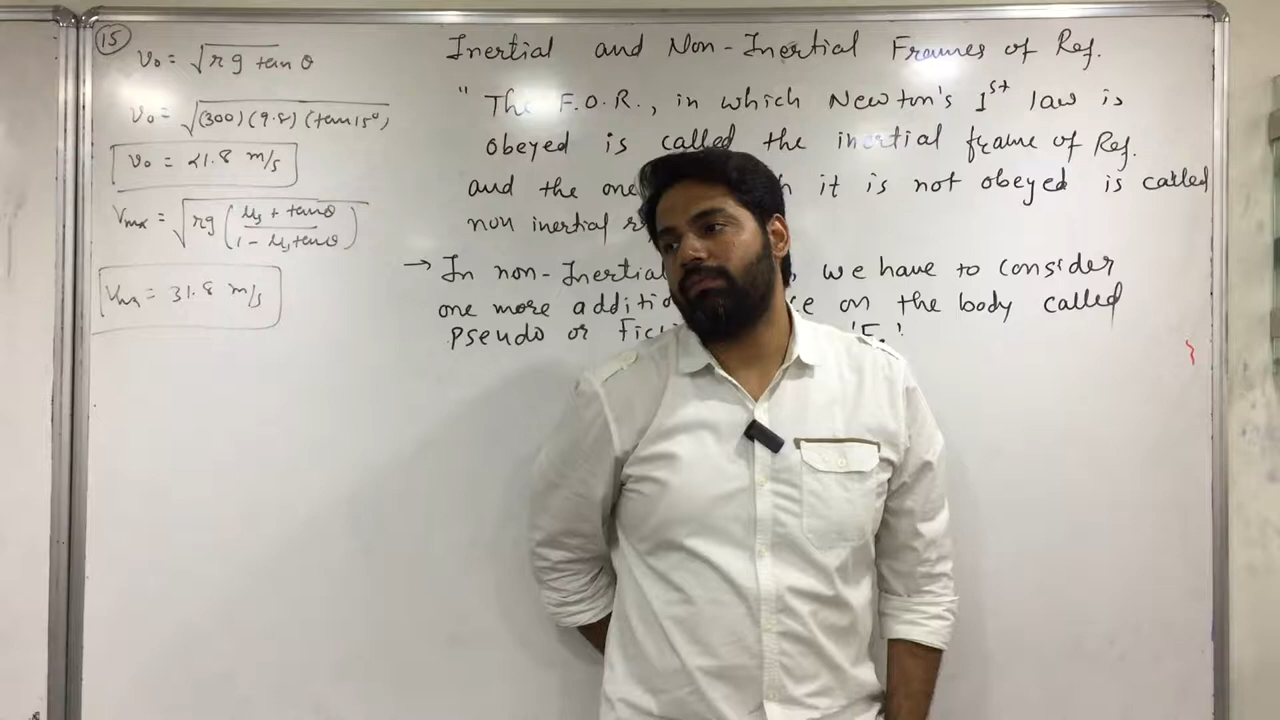 15
v₀ = √rg tan θ
v₀ = √(300)(9.8)(tan15°)
v₀ = 21.8 m/s
Vmx = √rg (μs + tanθ / 1 - μs tanθ)
Vmx = 31.8 m/s
Inertial and Non-Inertial Frames of Ref.
" The F.O.R., in which Newton's 1st law is
obeyed is called the inertial frame of Ref.
and the one it is not obeyed is called
non inertial
→ In non-Inertial we have to consider
one more on the body called
pseudo or 'F.'